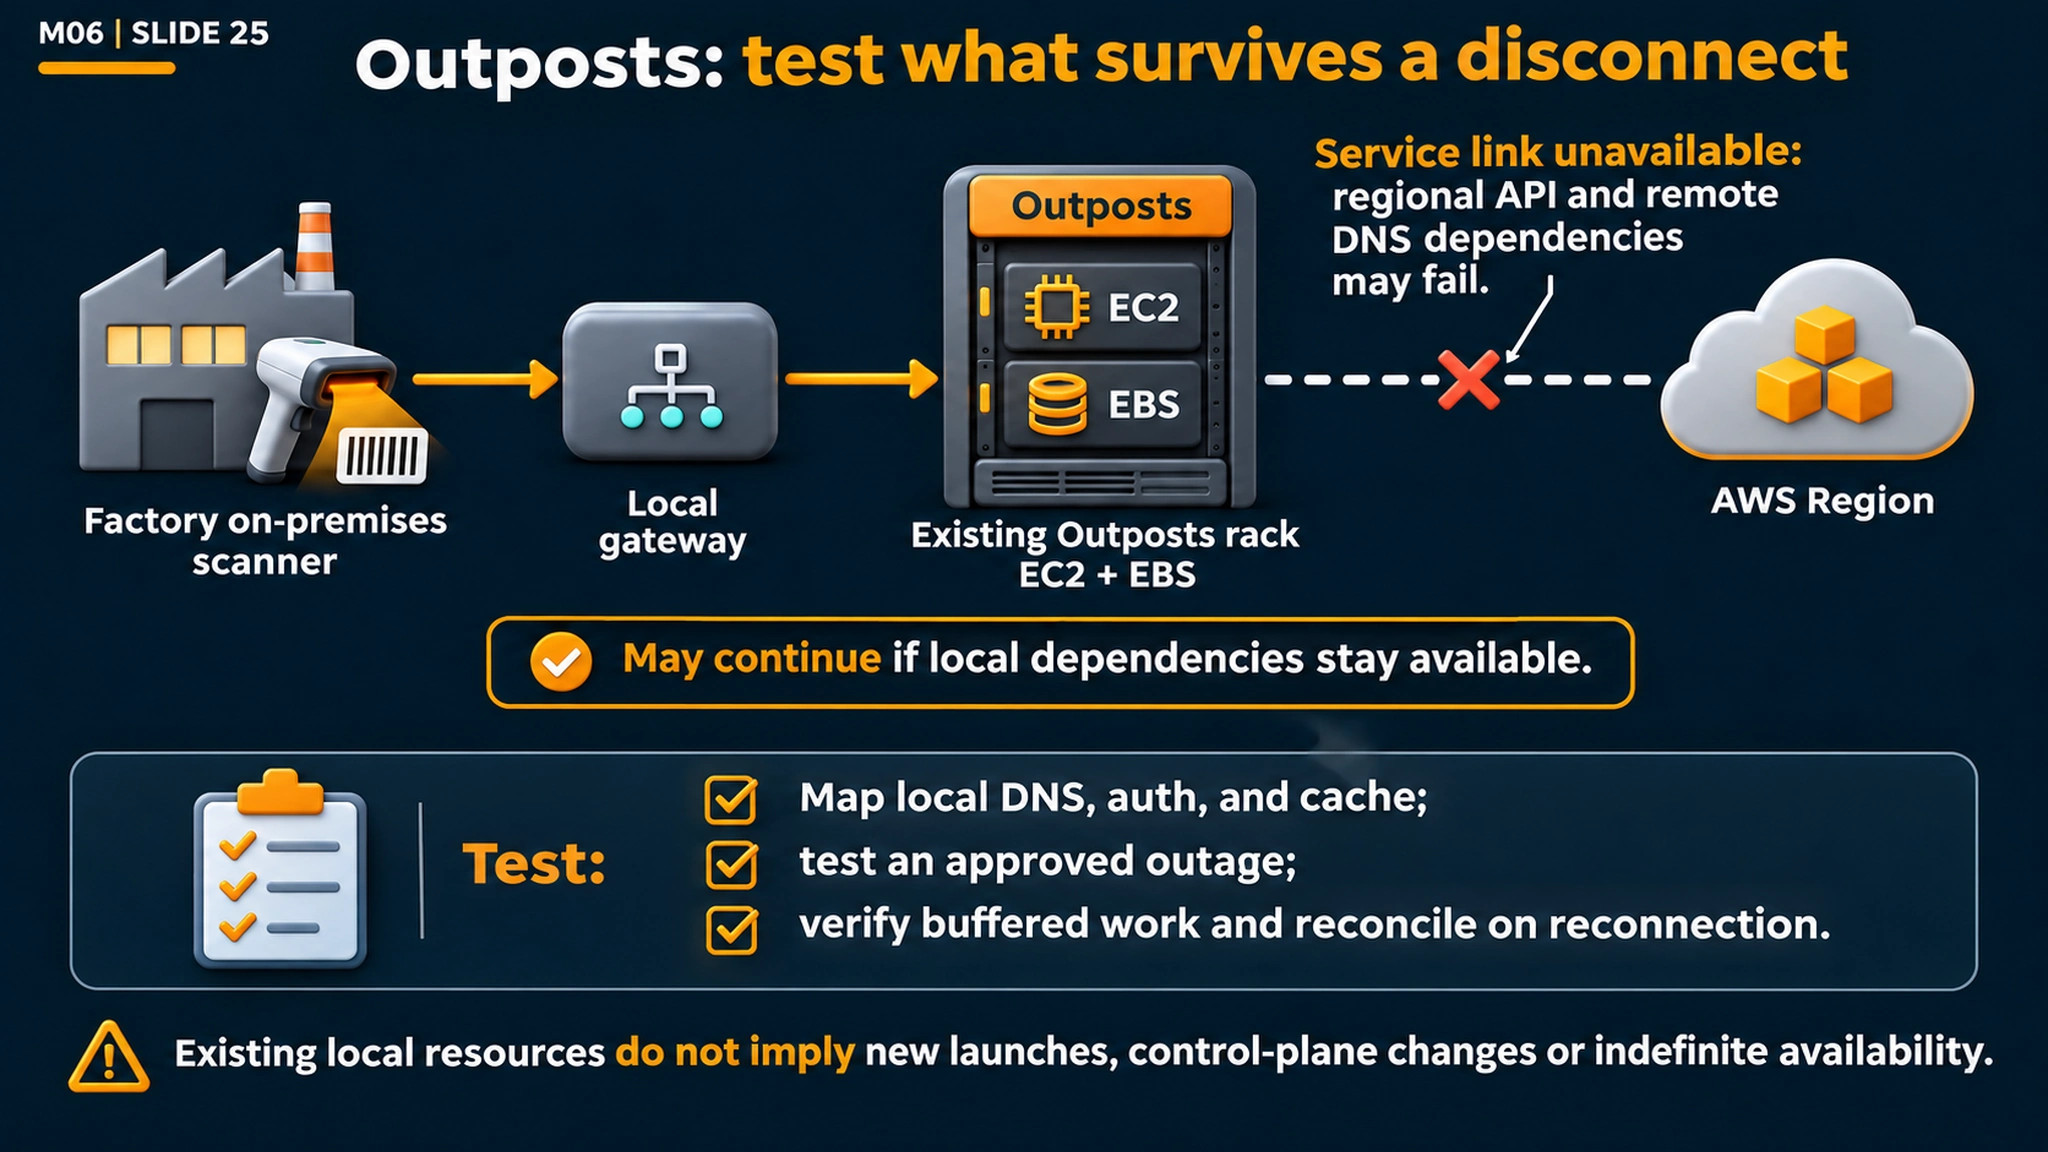 M06 | SLIDE 25
Outposts: test what survives a disconnect
Service link unavailable:
regional API and remote
DNS dependencies
may fail.
Outposts
EC2
EBS
Factory on-premises
scanner
Local
gateway
Existing Outposts rack
EC2 + EBS
AWS Region
May continue if local dependencies stay available.
Test:
Map local DNS, auth, and cache;
test an approved outage;
verify buffered work and reconcile on reconnection.
Existing local resources do not imply new launches, control-plane changes or indefinite availability.